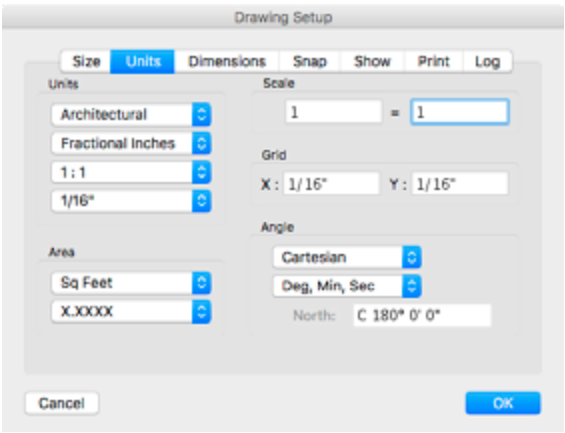 Drawing Setup
Size Units Dimensions Snap Show Print Log
Units
Architectural
Fractional Inches
1:1
1/16"
Area
Sq Feet
X.XXXX
Scale
1 = 1
Grid
X: 1/16" Y: 1/16"
Angle
Cartesian
Deg, Min, Sec
North: C 180° 0' 0"
Cancel OK